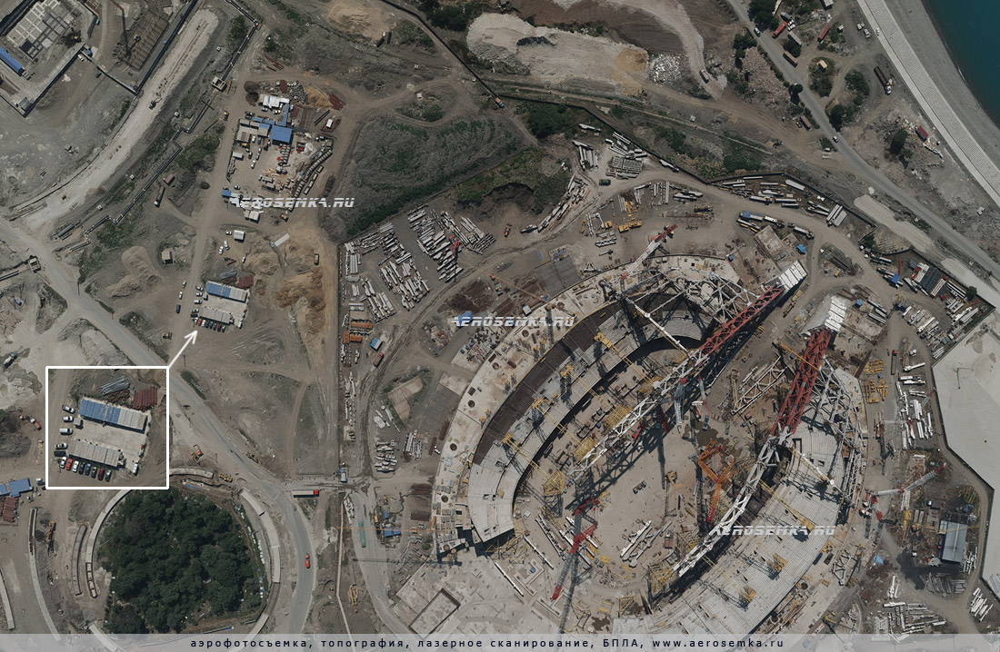 AEROSEMKA.RU
AEROSEMKA.RU
AEROSEMKA.RU
аэрофотосъемка, топография, лазерное сканирование, БПЛА, www.aerosemka.ru